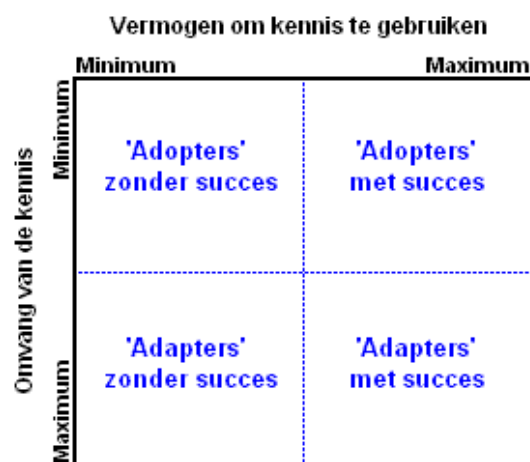 Vermogen om kennis te gebruiken
Minimum Maximum
Omvang van de kennis
Minimum
Maximum
'Adopters' 'Adopters'
zonder succes met succes
'Adapters' 'Adapters'
zonder succes met succes